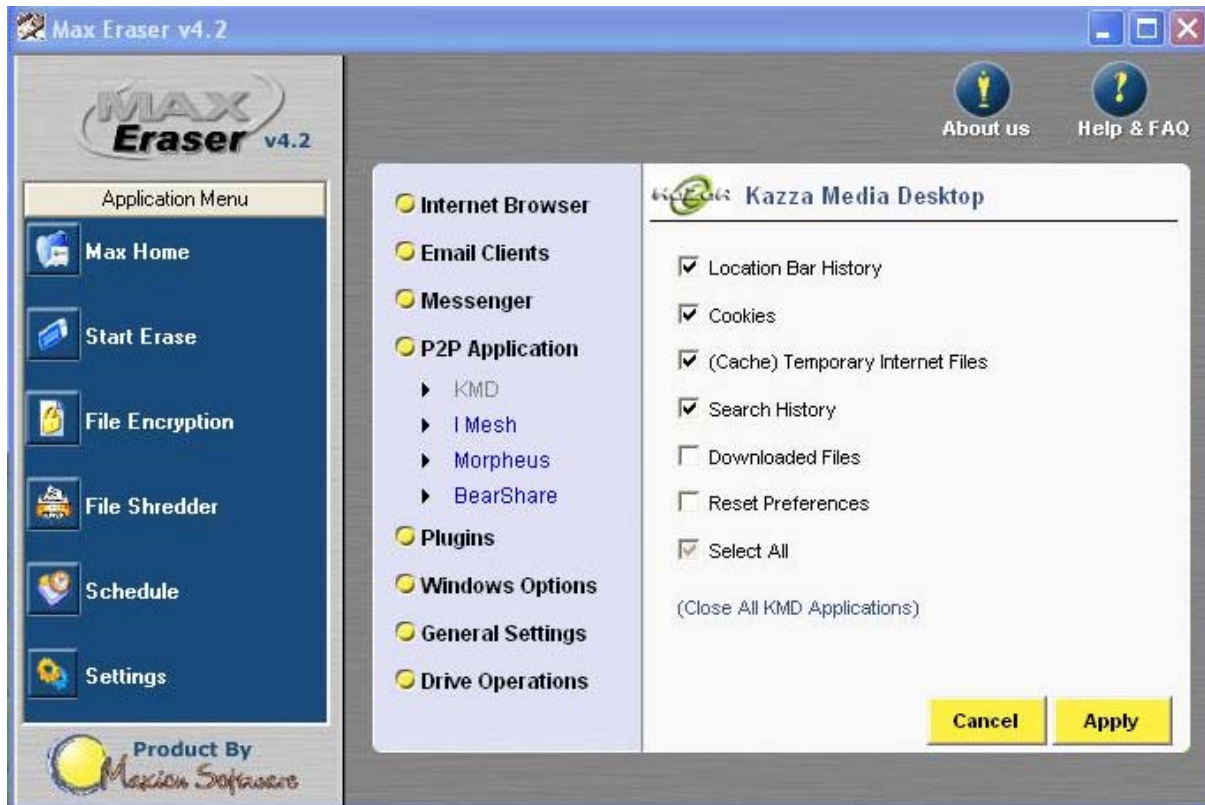 Max Eraser v4.2
MAX
Eraser v4.2
About us
Help & FAQ
Application Menu
Max Home
Start Erase
File Encryption
File Shredder
Schedule
Settings
Product By
Maxion Software
Internet Browser
Email Clients
Messenger
P2P Application
KMD
I Mesh
Morpheus
BearShare
Plugins
Windows Options
General Settings
Drive Operations
KaZaA Kazza Media Desktop
Location Bar History
Cookies
(Cache) Temporary Internet Files
Search History
Downloaded Files
Reset Preferences
Select All
(Close All KMD Applications)
Cancel
Apply